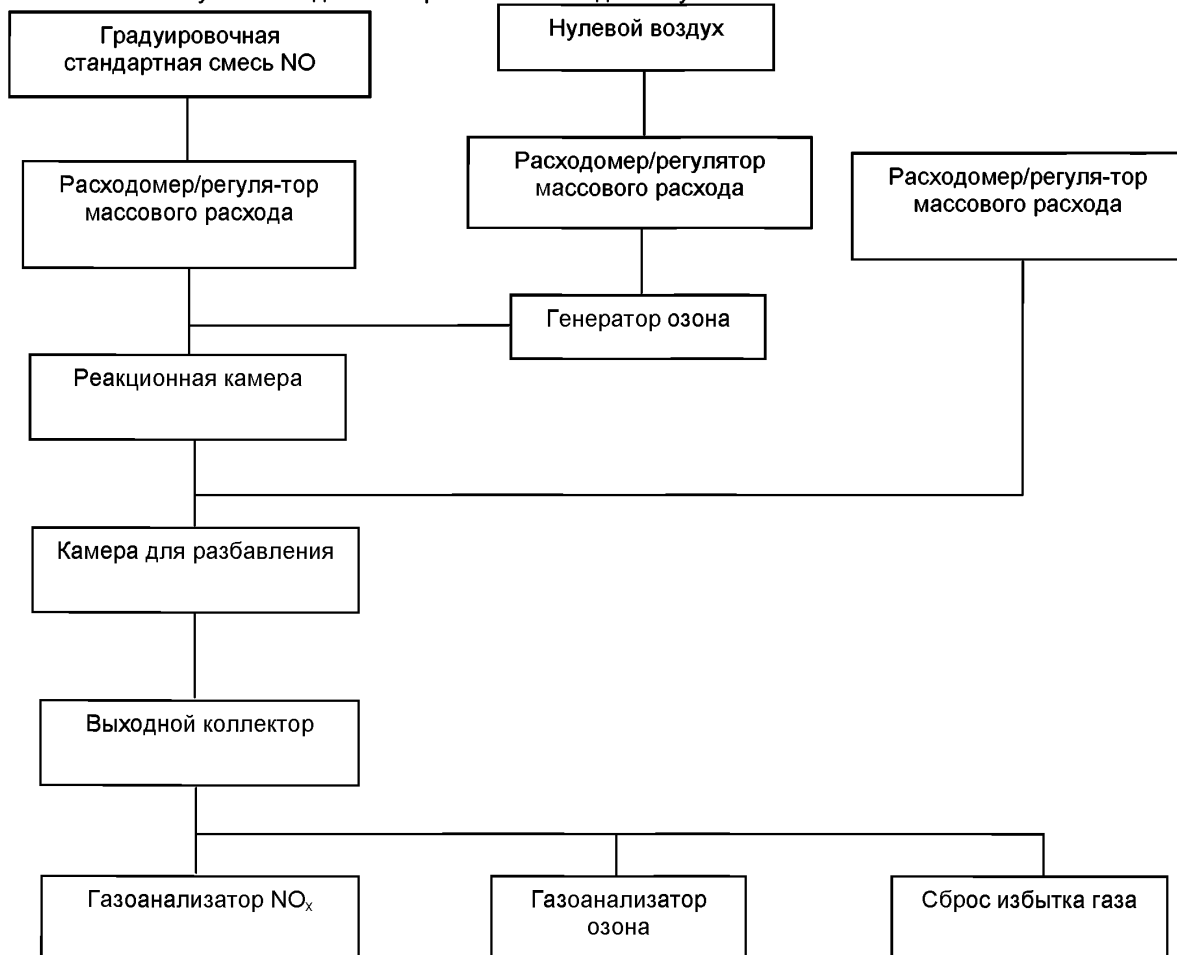 Градуировочная
стандартная смесь NO
Нулевой воздух
Расходомер/регуля-тор
массового расхода
Расходомер/регулятор
массового расхода
Расходомер/регуля-тор
массового расхода
Генератор озона
Реакционная камера
Камера для разбавления
Выходной коллектор
Газоанализатор NOₓ
Газоанализатор
озона
Сброс избытка газа